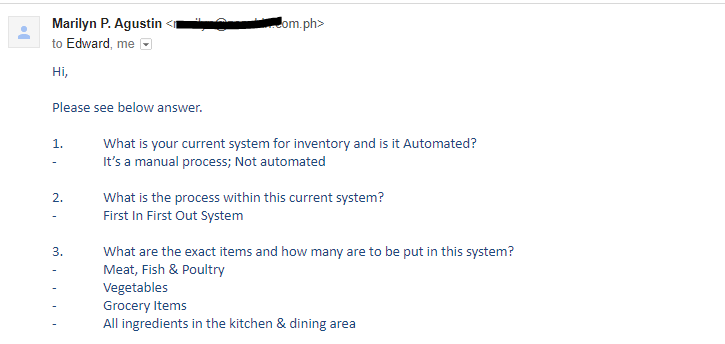 Marilyn P. Agustin < com.ph>
to Edward, me
Hi,
Please see below answer.
1. What is your current system for inventory and is it Automated?
- It's a manual process; Not automated
2. What is the process within this current system?
- First In First Out System
3. What are the exact items and how many are to be put in this system?
- Meat, Fish & Poultry
- Vegetables
- Grocery Items
- All ingredients in the kitchen & dining area